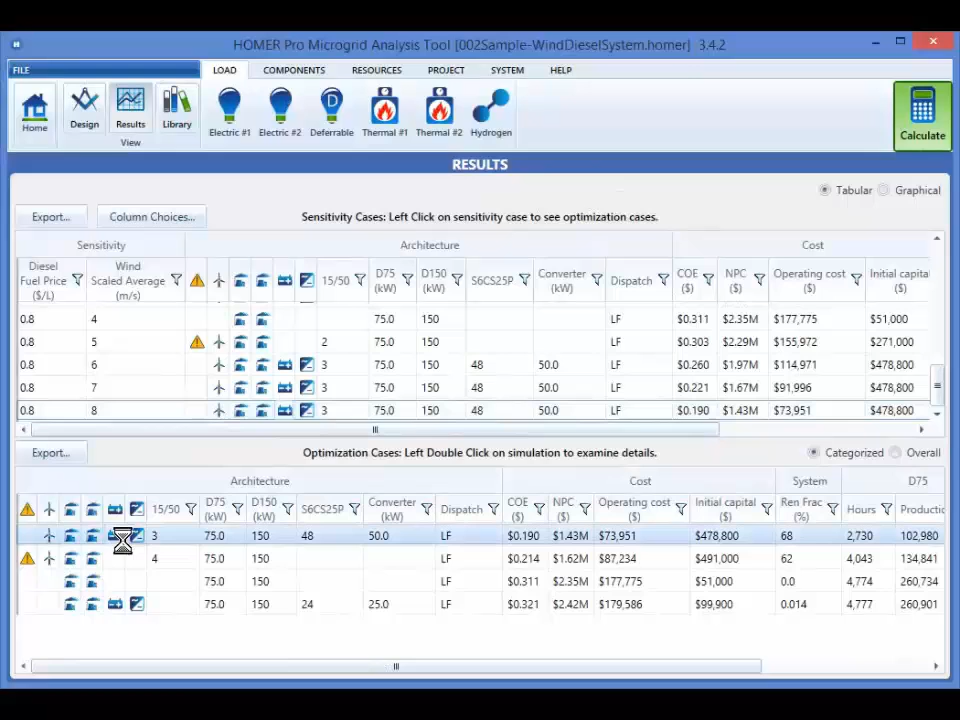 HOMER Pro Microgrid Analysis Tool [002Sample-WindDieselSystem.homer] 3.4.2
FILE LOAD COMPONENTS RESOURCES PROJECT SYSTEM HELP
Home Design Results Library Electric #1 Electric #2 Deferrable Thermal #1 Thermal #2 Hydrogen Calculate
View
RESULTS
Tabular Graphical
Export... Column Choices... Sensitivity Cases: Left Click on sensitivity case to see optimization cases.
Sensitivity Architecture Cost
Diesel Fuel Price ($/L) Wind Scaled Average (m/s) 15/50 D75 (kW) D150 (kW) S6CS25P Converter (kW) Dispatch COE ($) NPC ($) Operating cost ($) Initial capital ($)
0.8 4 75.0 150 LF $0.311 $2.35M $177,775 $51,000
0.8 5 2 75.0 150 LF $0.303 $2.29M $155,972 $271,000
0.8 6 3 75.0 150 48 50.0 LF $0.260 $1.97M $114,971 $478,800
0.8 7 3 75.0 150 48 50.0 LF $0.221 $1.67M $91,996 $478,800
0.8 8 3 75.0 150 48 50.0 LF $0.190 $1.43M $73,951 $478,800
Export... Optimization Cases: Left Double Click on simulation to examine details. Categorized Overall
Architecture Cost System D75
15/50 D75 (kW) D150 (kW) S6CS25P Converter (kW) Dispatch COE ($) NPC ($) Operating cost ($) Initial capital ($) Ren Frac (%) Hours Productic
3 75.0 150 48 50.0 LF $0.190 $1.43M $73,951 $478,800 68 2,730 102,980
4 75.0 150 LF $0.214 $1.62M $87,234 $491,000 62 4,043 134,841
75.0 150 LF $0.311 $2.35M $177,775 $51,000 0.0 4,774 260,734
75.0 150 24 25.0 LF $0.321 $2.42M $179,586 $99,900 0.014 4,777 260,901